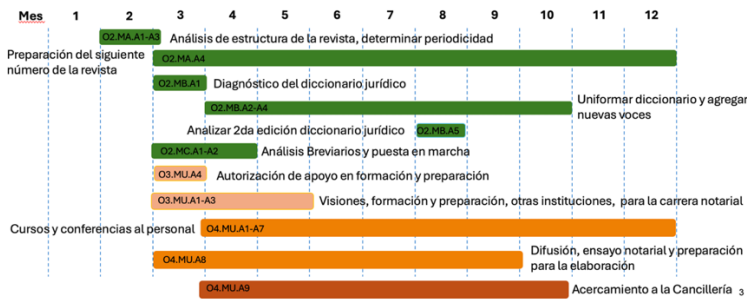 Mes 1 2 3 4 5 6 7 8 9 10 11 12
O2.MA.A1-A3 Análisis de estructura de la revista, determinar periodicidad
Preparación del siguiente
número de la revista
O2.MA.A4
O2.MB.A1 Diagnóstico del diccionario jurídico
O2.MB.A2-A4
Uniformar diccionario y agregar
nuevas voces
Analizar 2da edición diccionario jurídico O2.MB.A5
O2.MC.A1-A2 Análisis Breviarios y puesta en marcha
O3.MU.A4 Autorización de apoyo en formación y preparación
O3.MU.A1-A3 Visiones, formación y preparación, otras instituciones, para la carrera notarial
Cursos y conferencias al personal O4.MU.A1-A7
O4.MU.A8
Difusión, ensayo notarial y preparación
para la elaboración
O4.MU.A9 Acercamiento a la Cancillería 3